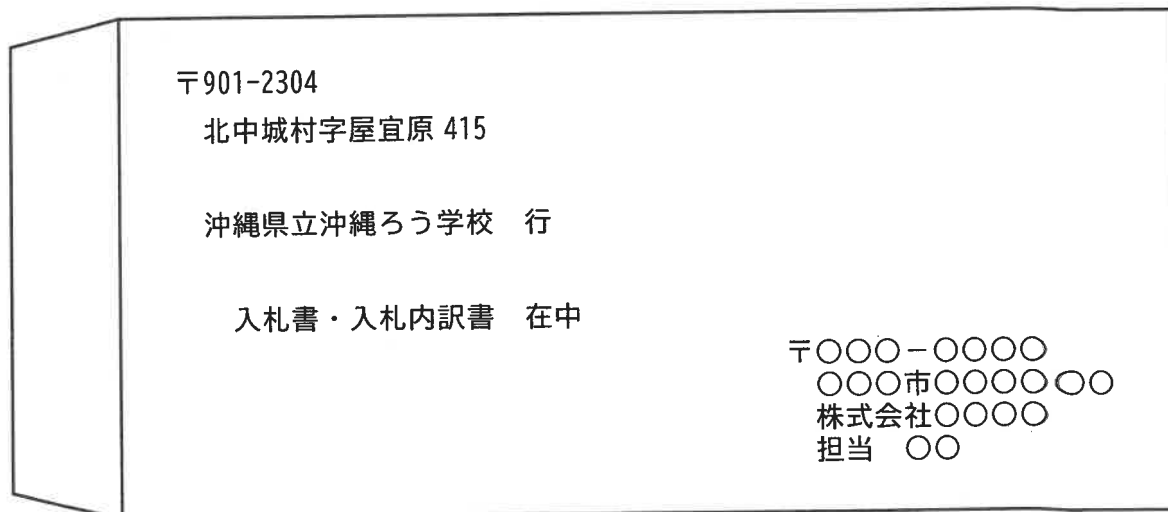 〒901-2304
北中城村字屋宜原 415
沖縄県立沖縄ろう学校　行
入札書・入札内訳書　在中
〒○○○－○○○○
○○○市○○○○○○
株式会社○○○○
担当　○○